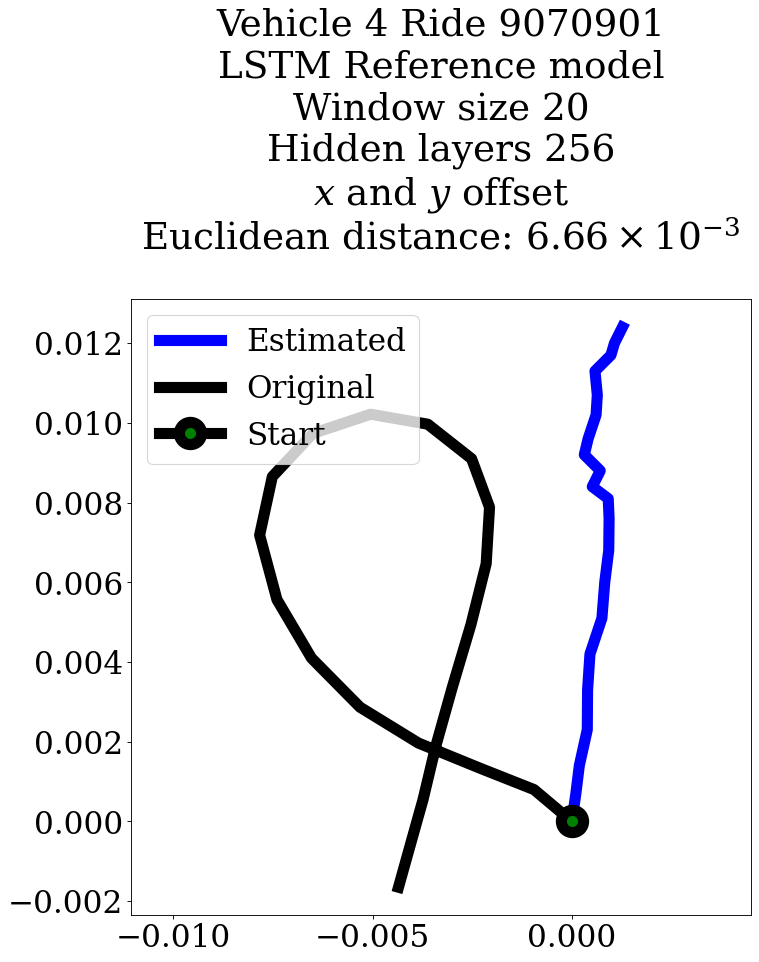 Vehicle 4 Ride 9070901
LSTM Reference model
Window size 20
Hidden layers 256
x and y offset
Euclidean distance: 6.66 × 10⁻³
Estimated
Original
Start
0.012
0.010
0.008
0.006
0.004
0.002
0.000
−0.002
−0.010 −0.005 0.000